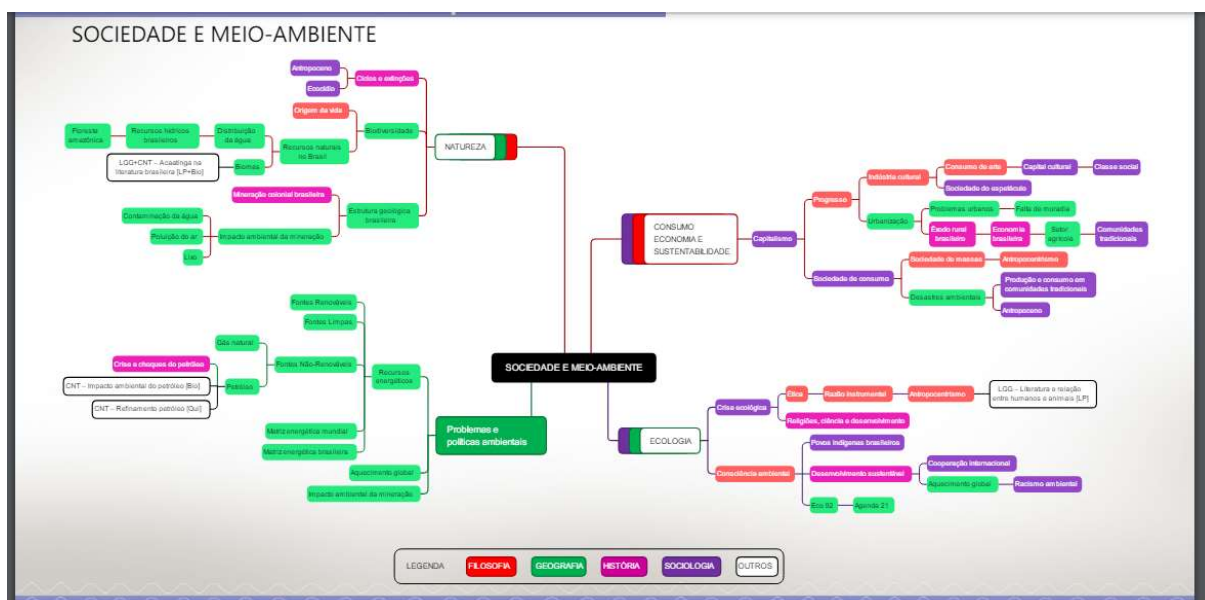 SOCIEDADE E MEIO-AMBIENTE
Antropoceno
Ecocídio
Ciclos e extinções
Origem da vida
Biodiversidade
Floresta
amazônica
Recursos hídricos
brasileiros
Distribuição
da água
Recursos naturais
no Brasil
LGG+CNT – Acaatinga na
literatura brasileira [LP+Bio]
Biomas
NATUREZA
Mineração colonial brasileira
Estrutura geológica
brasileira
Contaminação da água
Poluição do ar
Lixo
Impacto ambiental da mineração
CONSUMO
ECONOMIA E
SUSTENTABILIDADE
Capitalismo
Progresso
Indústria cultural
Consumo de arte
Capital cultural
Classe social
Sociedade do espetáculo
Urbanização
Problemas urbanos
Falta de moradia
Êxodo rural
brasileiro
Economia
brasileira
Setor
agrícola
Comunidades
tradicionais
Sociedade de consumo
Sociedade de massas
Antropocentrismo
Desastres ambientais
Produção e consumo em
comunidades tradicionais
Antropoceno
Fontes Renováveis
Fontes Limpas
Gás natural
Fontes Não-Renováveis
Crise e choques do petróleo
CNT – Impacto ambiental do petróleo [Bio]
CNT – Refinamento petróleo [Qui]
Petróleo
Recursos
energéticos
Matriz energética mundial
Matriz energética brasileira
Aquecimento global
Impacto ambiental da mineração
Problemas e
políticas ambientais
SOCIEDADE E MEIO-AMBIENTE
ECOLOGIA
Crise ecológica
Ética
Razão instrumental
Antropocentrismo
LGG – Literatura e relação
entre humanos e animais [LP]
Religiões, ciência e desenvolvimento
Consciência ambiental
Povos indígenas brasileiros
Desenvolvimento sustentável
Cooperação internacional
Aquecimento global
Racismo ambiental
Eco 92
Agenda 21
LEGENDA
FILOSOFIA
GEOGRAFIA
HISTÓRIA
SOCIOLOGIA
OUTROS